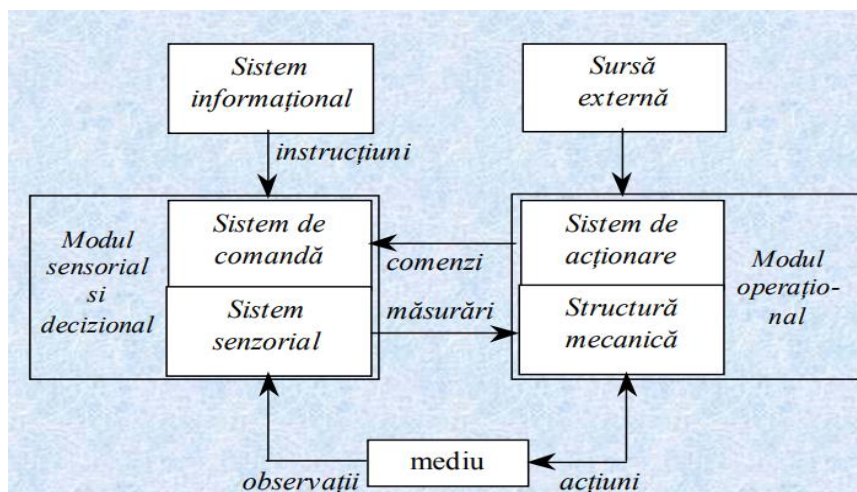 Sistem
informațional
Sursă
externă
instrucțiuni
Modul
sensorial
si
decizional
Sistem de
comandă
Sistem
senzorial
comenzi
măsurări
Sistem de
acționare
Structură
mecanică
Modul
operațio-
nal
observații
mediu
acțiuni